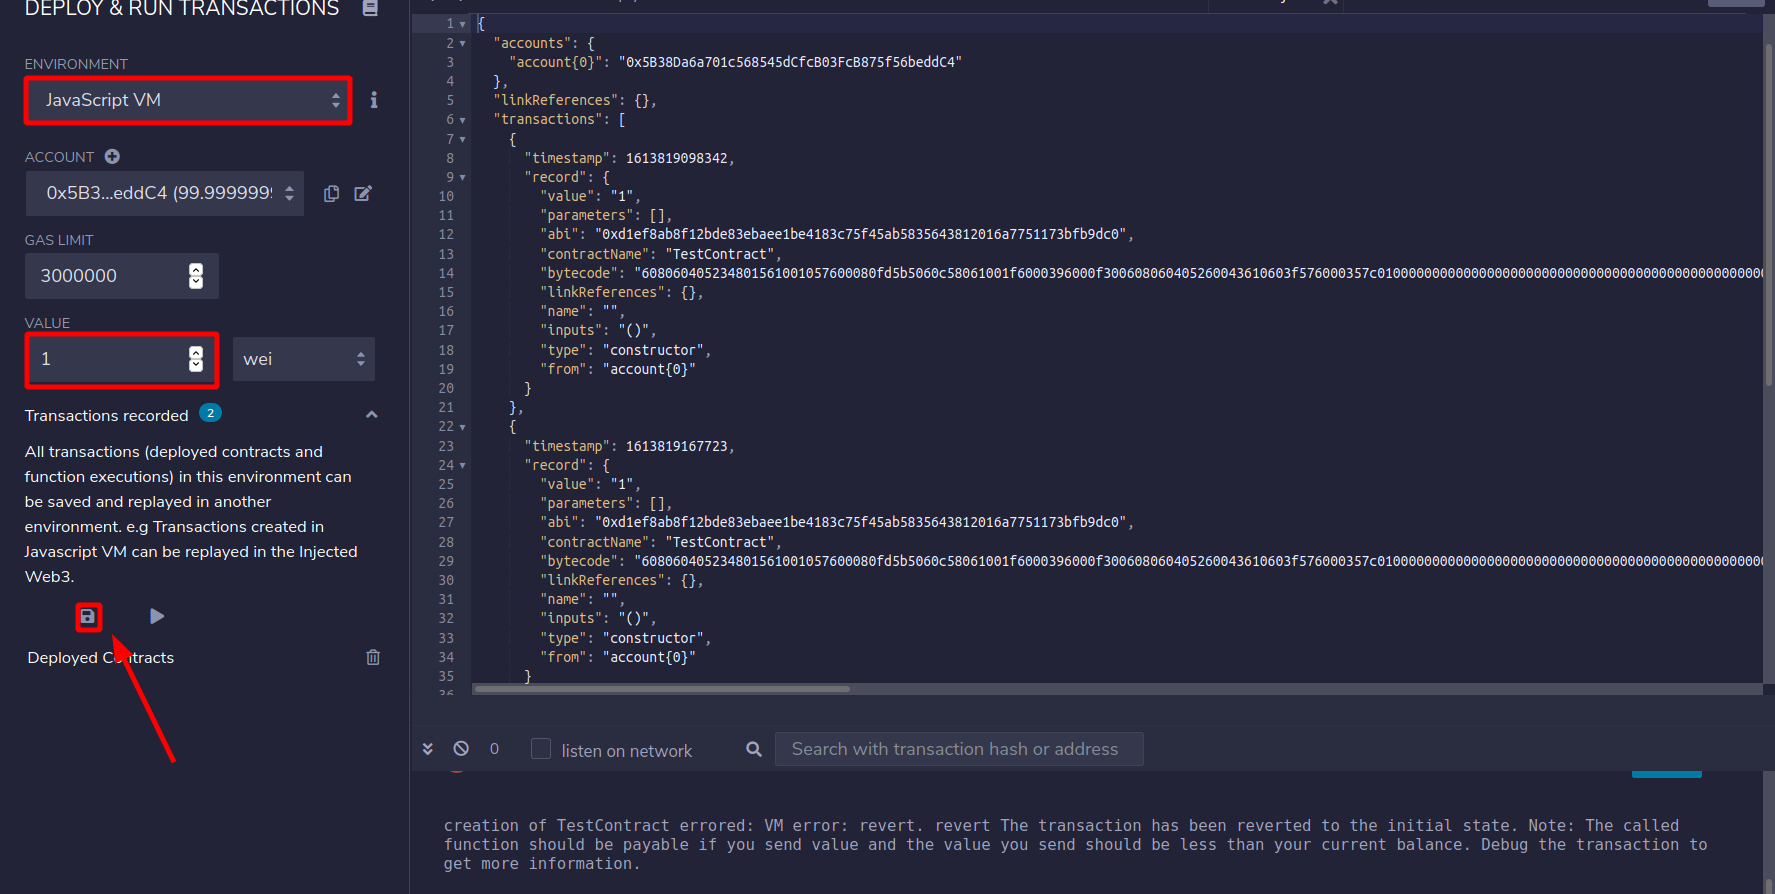 DEPLOY & RUN TRANSACTIONS
ENVIRONMENT
JavaScript VM
ACCOUNT
0x5B3...eddC4 (99.9999999
GAS LIMIT
3000000
VALUE
1
wei
Transactions recorded 2
All transactions (deployed contracts and
function executions) in this environment can
be saved and replayed in another
environment. e.g Transactions created in
Javascript VM can be replayed in the Injected
Web3.
Deployed Contracts
1 {
2 "accounts": {
3 "account{0}": "0x5B38Da6a701c568545dCfcB03FcB875f56beddC4"
4 },
5 "linkReferences": {},
6 "transactions": [
7 {
8 "timestamp": 1613819098342,
9 "record": {
10 "value": "1",
11 "parameters": [],
12 "abi": "0xd1ef8ab8f12bde83ebaee1be4183c75f45ab5835643812016a7751173bfb9dc0",
13 "contractName": "TestContract",
14 "bytecode":
15 "linkReferences": {},
16 "name": "",
17 "inputs": "()",
18 "type": "constructor",
19 "from": "account{0}"
20 }
21 },
22 {
23 "timestamp": 1613819167723,
24 "record": {
25 "value": "1",
26 "parameters": [],
27 "abi": "0xd1ef8ab8f12bde83ebaee1be4183c75f45ab5835643812016a7751173bfb9dc0",
28 "contractName": "TestContract",
29 "bytecode":
30 "linkReferences": {},
31 "name": "",
32 "inputs": "()",
33 "type": "constructor",
34 "from": "account{0}"
35 }
0 listen on network Search with transaction hash or address
creation of TestContract errored: VM error: revert. revert The transaction has been reverted to the initial state. Note: The called
function should be payable if you send value and the value you send should be less than your current balance. Debug the transaction to
get more information.